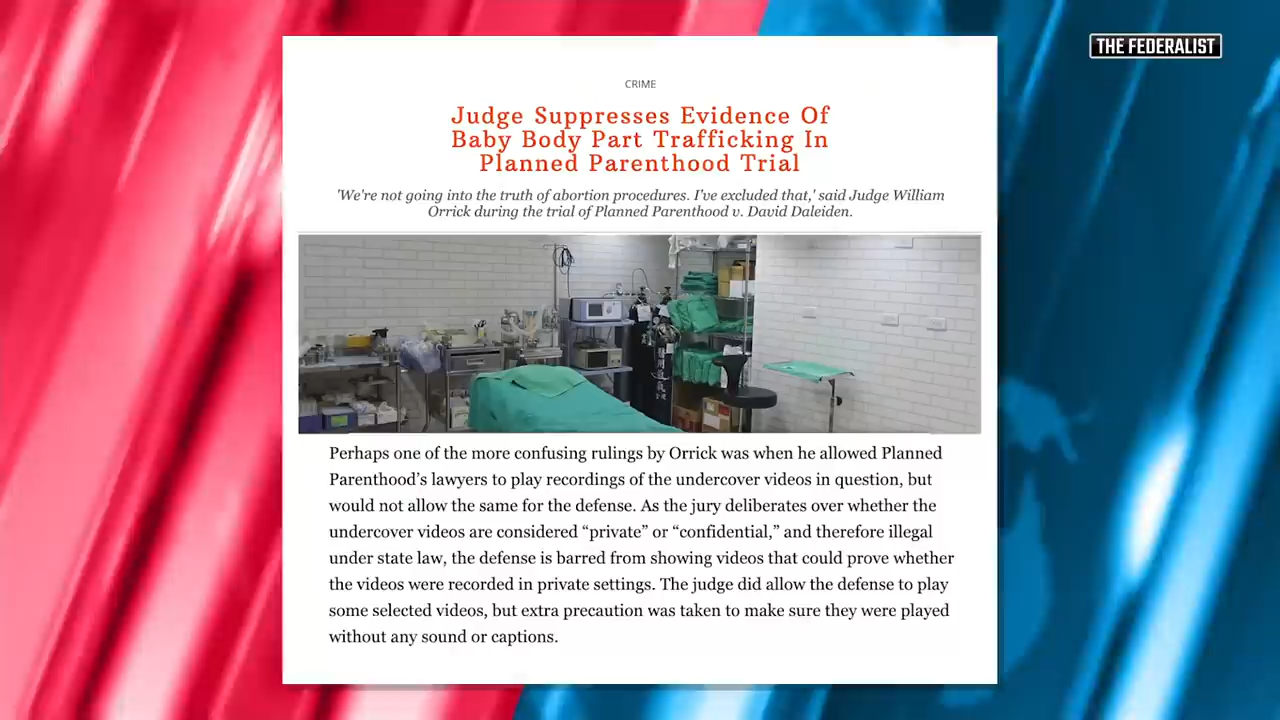 THE FEDERALIST
CRIME
Judge Suppresses Evidence Of
Baby Body Part Trafficking In
Planned Parenthood Trial
'We're not going into the truth of abortion procedures. I've excluded that,' said Judge William
Orrick during the trial of Planned Parenthood v. David Daleiden.
Perhaps one of the more confusing rulings by Orrick was when he allowed Planned
Parenthood’s lawyers to play recordings of the undercover videos in question, but
would not allow the same for the defense. As the jury deliberates over whether the
undercover videos are considered “private” or “confidential,” and therefore illegal
under state law, the defense is barred from showing videos that could prove whether
the videos were recorded in private settings. The judge did allow the defense to play
some selected videos, but extra precaution was taken to make sure they were played
without any sound or captions.